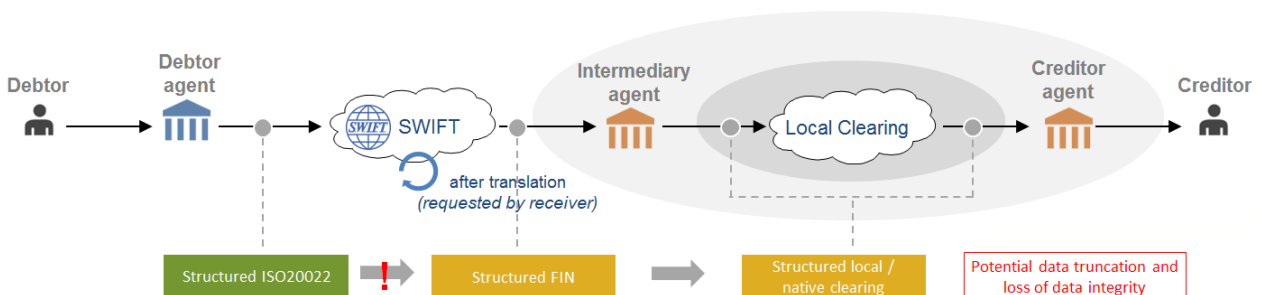 Debtor
Debtor
agent
SWIFT
SWIFT
after translation
(requested by receiver)
Intermediary
agent
Local Clearing
Creditor
agent
Creditor
Structured ISO20022
!
Structured FIN
Structured local /
native clearing
Potential data truncation and
loss of data integrity